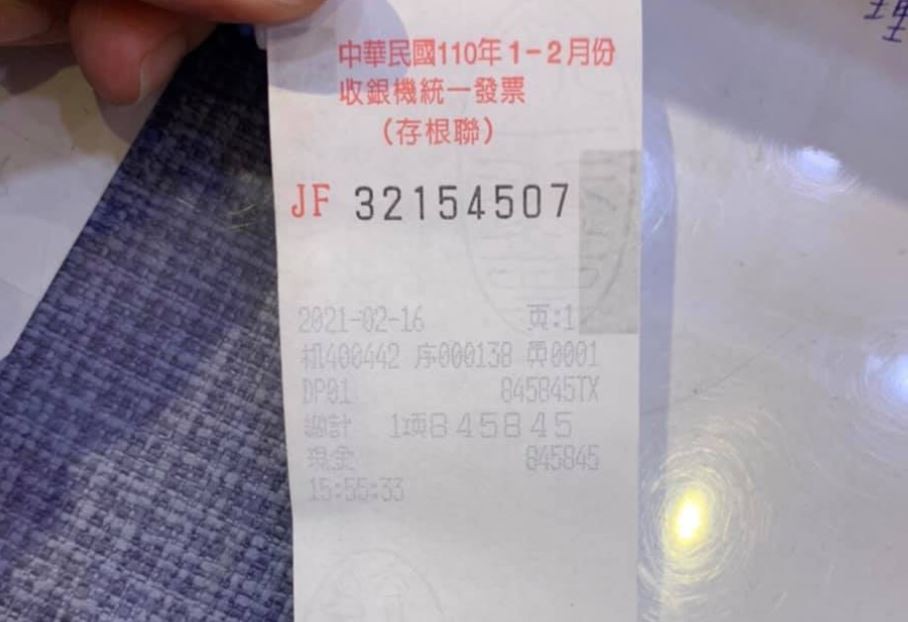 理
中華民國110年1-2月份
收銀機統一發票
(存根聯)
JF 32154507
2021-02-16 頁:1
机400442 序000138 員0001
DP01 845845TX
總計 1項845845
現金 845845
15:55:33